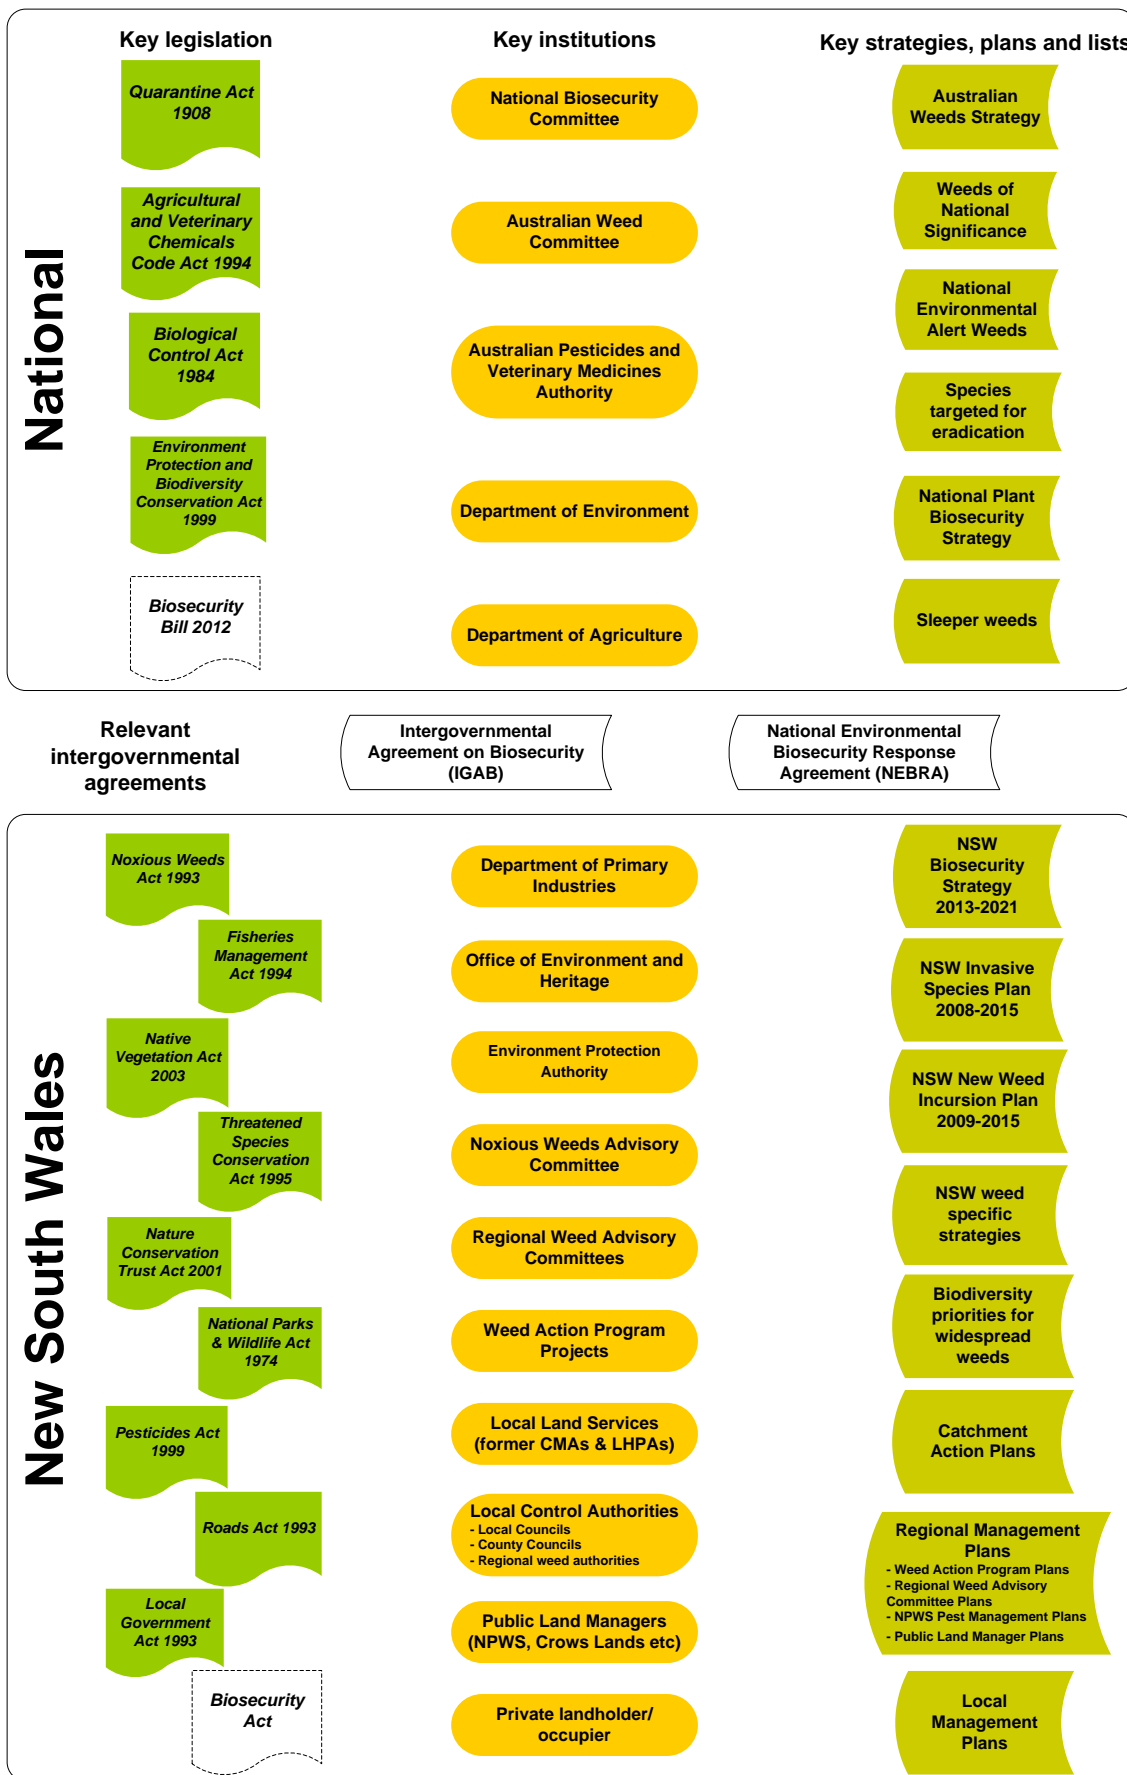 Key legislation
Key institutions
Key strategies, plans and lists
National
Quarantine Act
1908
Agricultural
and Veterinary
Chemicals
Code Act 1994
Biological
Control Act
1984
Environment
Protection and
Biodiversity
Conservation Act
1999
Biosecurity
Bill 2012
National Biosecurity
Committee
Australian Weed
Committee
Australian Pesticides and
Veterinary Medicines
Authority
Department of Environment
Department of Agriculture
Australian
Weeds Strategy
Weeds of
National
Significance
National
Environmental
Alert Weeds
Species
targeted for
eradication
National Plant
Biosecurity
Strategy
Sleeper weeds
Relevant
intergovernmental
agreements
Intergovernmental
Agreement on Biosecurity
(IGAB)
National Environmental
Biosecurity Response
Agreement (NEBRA)
New South Wales
Noxious Weeds
Act 1993
Fisheries
Management
Act 1994
Native
Vegetation Act
2003
Threatened
Species
Conservation
Act 1995
Nature
Conservation
Trust Act 2001
National Parks
& Wildlife Act
1974
Pesticides Act
1999
Roads Act 1993
Local
Government
Act 1993
Biosecurity
Act
Department of Primary
Industries
Office of Environment and
Heritage
Environment Protection
Authority
Noxious Weeds Advisory
Committee
Regional Weed Advisory
Committees
Weed Action Program
Projects
Local Land Services
(former CMAs & LHPAs)
Local Control Authorities
- Local Councils
- County Councils
- Regional weed authorities
Public Land Managers
(NPWS, Crows Lands etc)
Private landholder/
occupier
NSW
Biosecurity
Strategy
2013-2021
NSW Invasive
Species Plan
2008-2015
NSW New Weed
Incursion Plan
2009-2015
NSW weed
specific
strategies
Biodiversity
priorities for
widespread
weeds
Catchment
Action Plans
Regional Management
Plans
- Weed Action Program Plans
- Regional Weed Advisory
Committee Plans
- NPWS Pest Management Plans
- Public Land Manager Plans
Local
Management
Plans